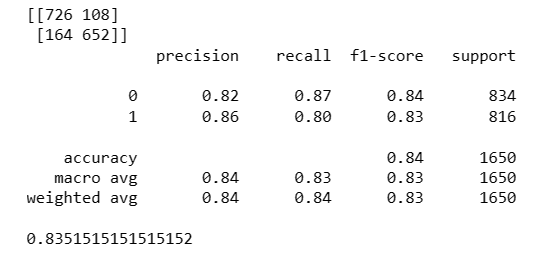 [[726 108]
[164 652]]
precision recall f1-score support
0 0.82 0.87 0.84 834
1 0.86 0.80 0.83 816
accuracy 0.84 1650
macro avg 0.84 0.83 0.83 1650
weighted avg 0.84 0.84 0.83 1650
0.8351515151515152